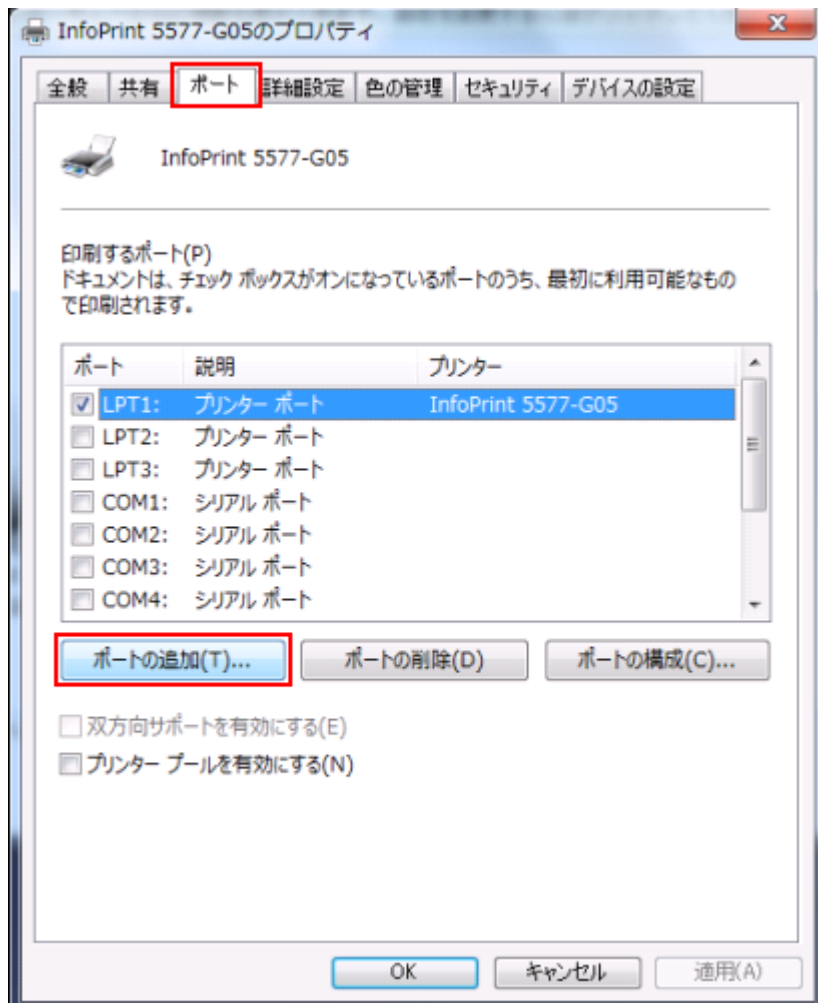 InfoPrint 5577-G05のプロパティ
全般 共有 ポート 詳細設定 色の管理 セキュリティ デバイスの設定
InfoPrint 5577-G05
印刷するポート(P)
ドキュメントは、チェック ボックスがオンになっているポートのうち、最初に利用可能なもの
で印刷されます。
ポート 説明 プリンター
LPT1: プリンター ポート InfoPrint 5577-G05
LPT2: プリンター ポート
LPT3: プリンター ポート
COM1: シリアル ポート
COM2: シリアル ポート
COM3: シリアル ポート
COM4: シリアル ポート
ポートの追加(T)... ポートの削除(D) ポートの構成(C)...
双方向サポートを有効にする(E)
プリンター プールを有効にする(N)
OK キャンセル 適用(A)